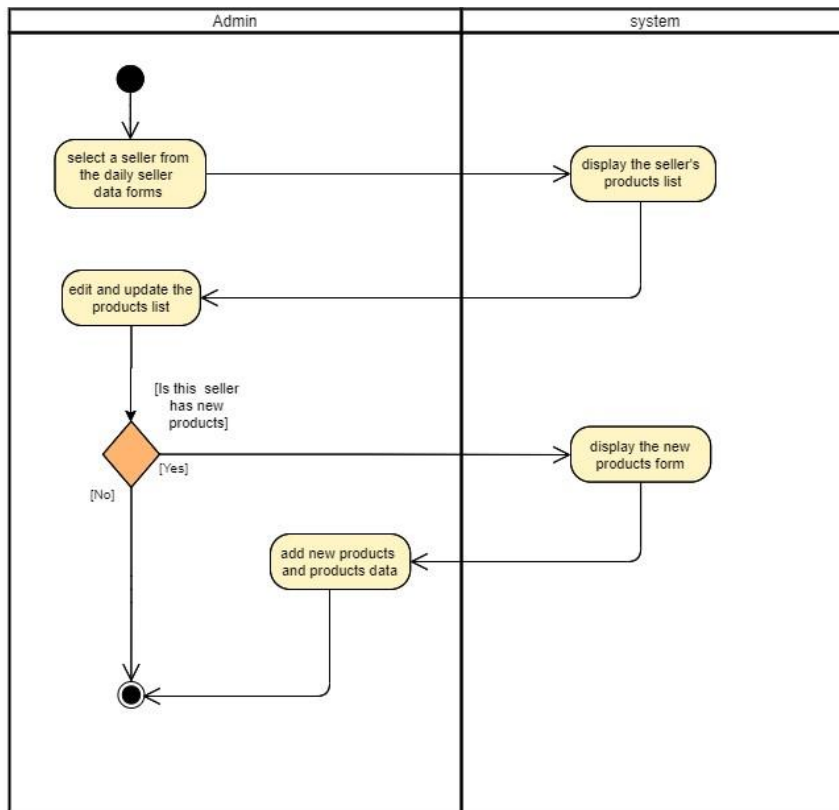 Admin
system
select a seller from
the daily seller
data forms
display the seller's
products list
edit and update the
products list
[Is this seller
has new
products]
display the new
products form
[Yes]
[No]
add new products
and products data